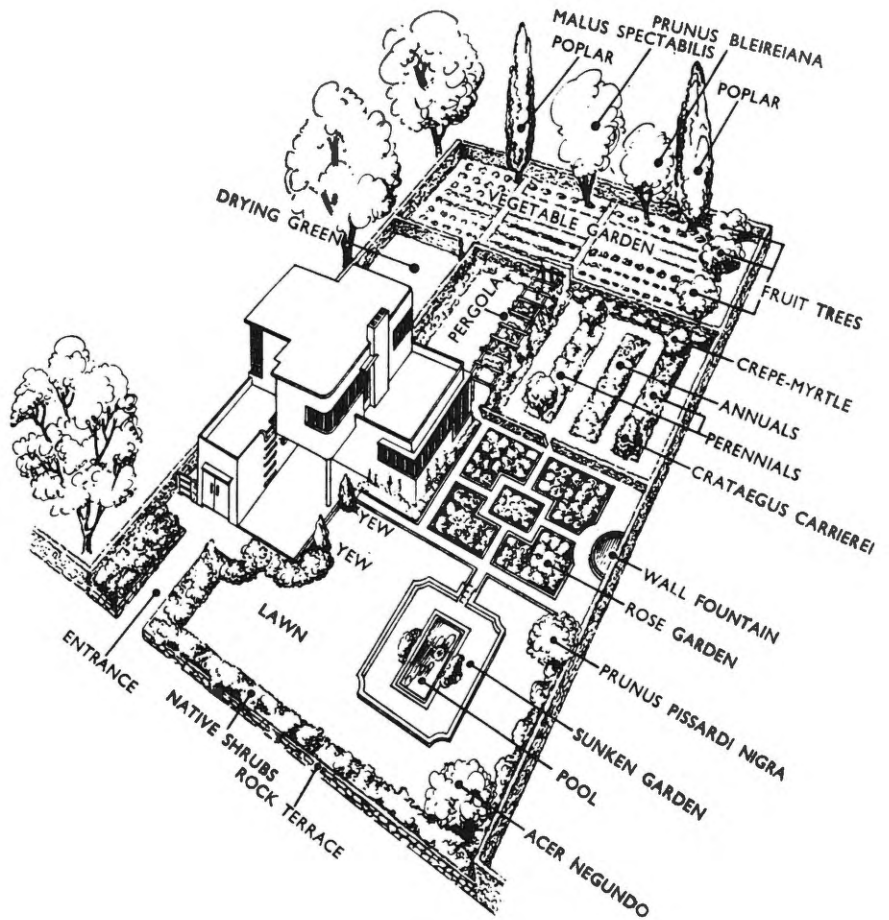 MALUS SPECTABILIS
PRUNUS BLEIREIANA
POPLAR
POPLAR
DRYING GREEN
VEGETABLE GARDEN
PERGOLA
FRUIT TREES
CREPE-MYRTLE
ANNUALS
PERENNIALS
CRATAEGUS CARRIEREI
YEW
YEW
WALL FOUNTAIN
ROSE GARDEN
LAWN
ENTRANCE
PRUNUS PISSARDI NIGRA
NATIVE SHRUBS
ROCK TERRACE
SUNKEN GARDEN
POOL
ACER NEGUNDO